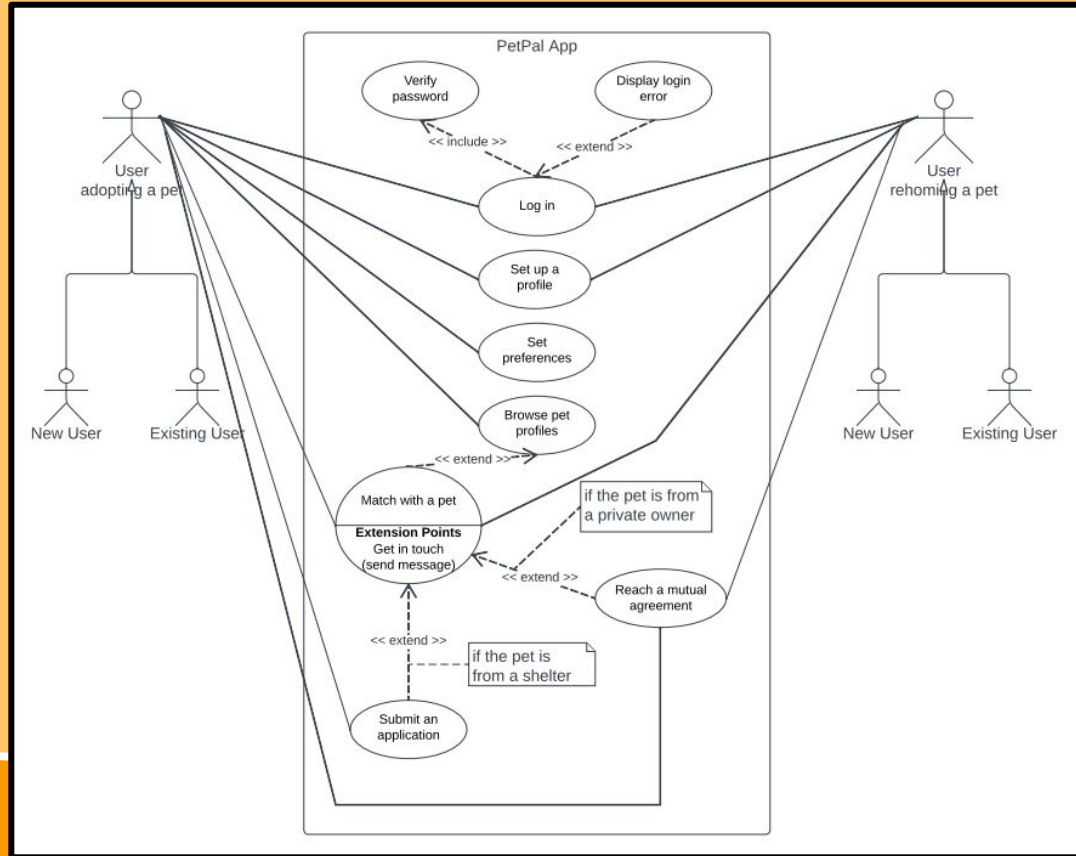 PetPal App
Verify
password
Display login
error
<< include >>
<< extend >>
User
adopting a pet
User
rehoming a pet
Log in
Set up a
profile
Set
preferences
New User
Existing User
Browse pet
profiles
New User
Existing User
<< extend >>
Match with a pet
Extension Points
Get in touch
(send message)
if the pet is from
a private owner
<< extend >>
Reach a mutual
agreement
<< extend >>
if the pet is
from a shelter
Submit an
application